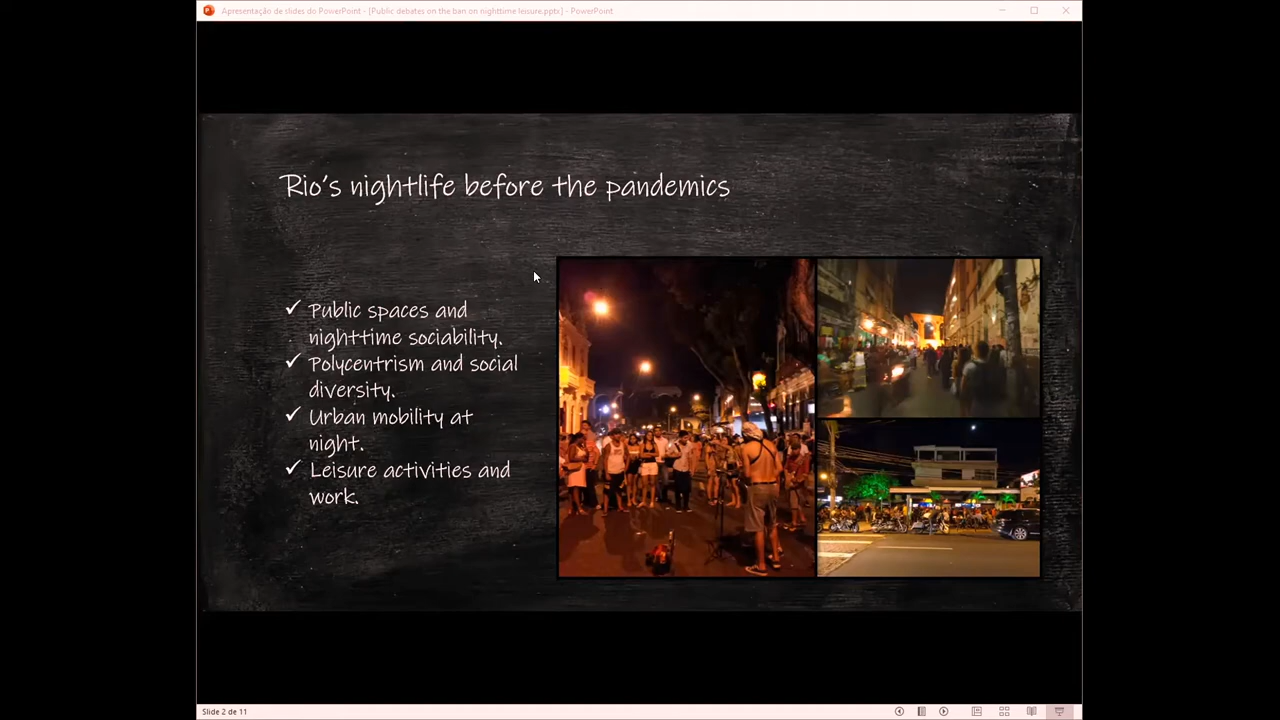 Apresentação de slides do PowerPoint - [Public debates on the ban on nighttime leisure.pptx] - PowerPoint
Rio's nightlife before the pandemics
✓ Public spaces and
nighttime sociability.
✓ Polycentrism and social
diversity.
✓ Urban mobility at
night.
✓ Leisure activities and
work.
Slide 2 de 11